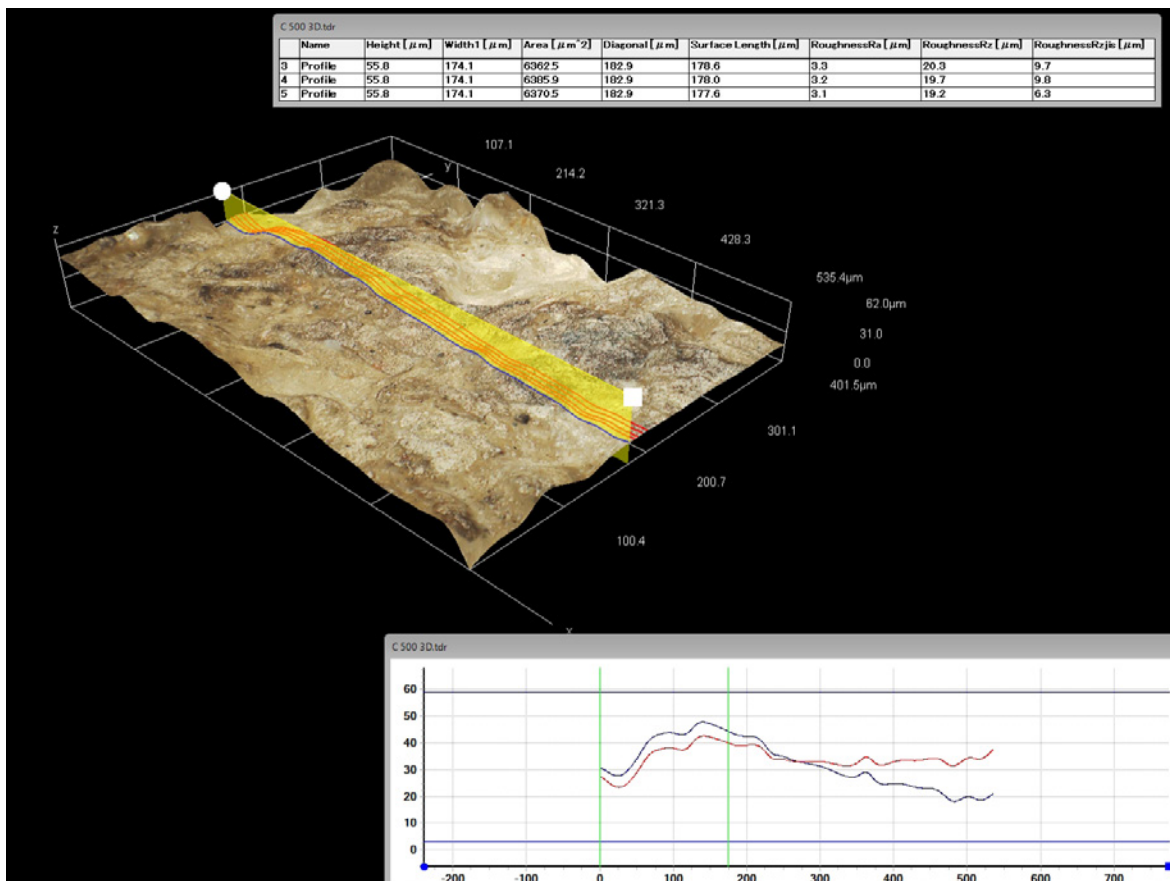 C 500 3D.tdr
Name Height [μm] Width1 [μm] Area [μm^2] Diagonal [μm] Surface Length [μm] RoughnessRa [μm] RoughnessRz [μm] RoughnessRzjis [μm]
3 Profile 55.8 174.1 6362.5 182.9 178.6 3.3 20.3 9.7
4 Profile 55.8 174.1 6385.9 182.9 178.0 3.2 19.7 9.8
5 Profile 55.8 174.1 6370.5 182.9 177.6 3.1 19.2 6.3
107.1
y
214.2
321.3
z
428.3
535.4μm
62.0μm
31.0
0.0
401.5μm
301.1
200.7
100.4
x
C 500 3D.tdr
60
50
40
30
20
10
0
-200 -100 0 100 200 300 400 500 600 700